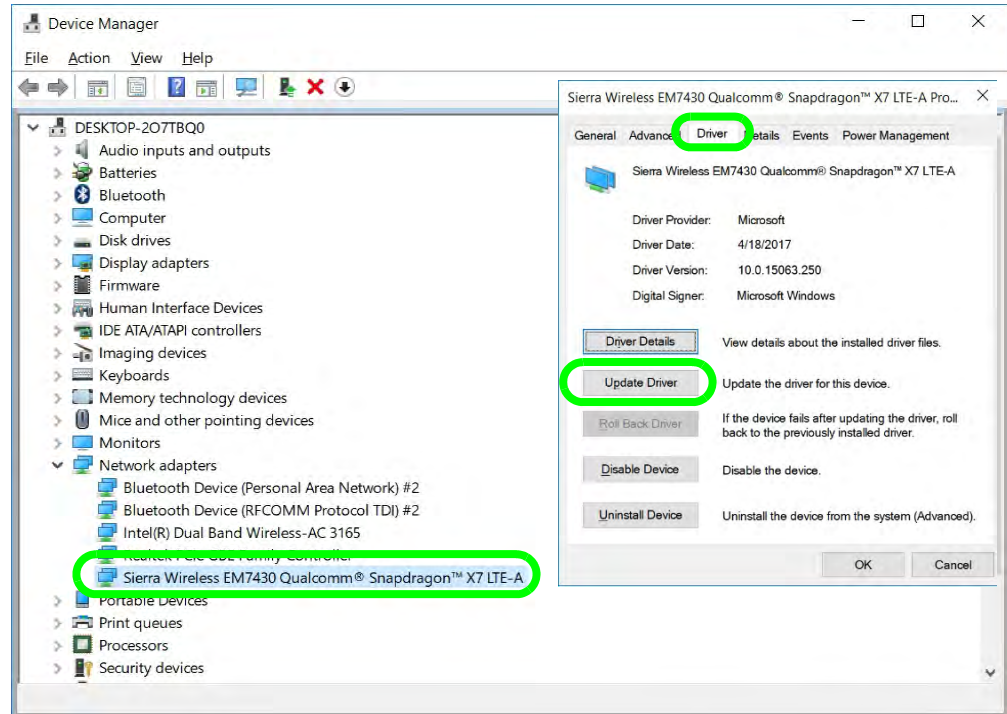 Device Manager
File Action View Help
DESKTOP-2O7TBQ0
Audio inputs and outputs
Batteries
Bluetooth
Computer
Disk drives
Display adapters
Firmware
Human Interface Devices
IDE ATA/ATAPI controllers
Imaging devices
Keyboards
Memory technology devices
Mice and other pointing devices
Monitors
Network adapters
Bluetooth Device (Personal Area Network) #2
Bluetooth Device (RFCOMM Protocol TDI) #2
Intel(R) Dual Band Wireless-AC 3165
Realtek PCIe GBE Family Controller
Sierra Wireless EM7430 Qualcomm® Snapdragon™ X7 LTE-A
Portable Devices
Print queues
Processors
Security devices
Sierra Wireless EM7430 Qualcomm® Snapdragon™ X7 LTE-A Pro...
General Advanced Driver Details Events Power Management
Sierra Wireless EM7430 Qualcomm® Snapdragon™ X7 LTE-A
Driver Provider: Microsoft
Driver Date: 4/18/2017
Driver Version: 10.0.15063.250
Digital Signer: Microsoft Windows
Driver Details View details about the installed driver files.
Update Driver Update the driver for this device.
Roll Back Driver If the device fails after updating the driver, roll
back to the previously installed driver.
Disable Device Disable the device.
Uninstall Device Uninstall the device from the system (Advanced).
OK Cancel